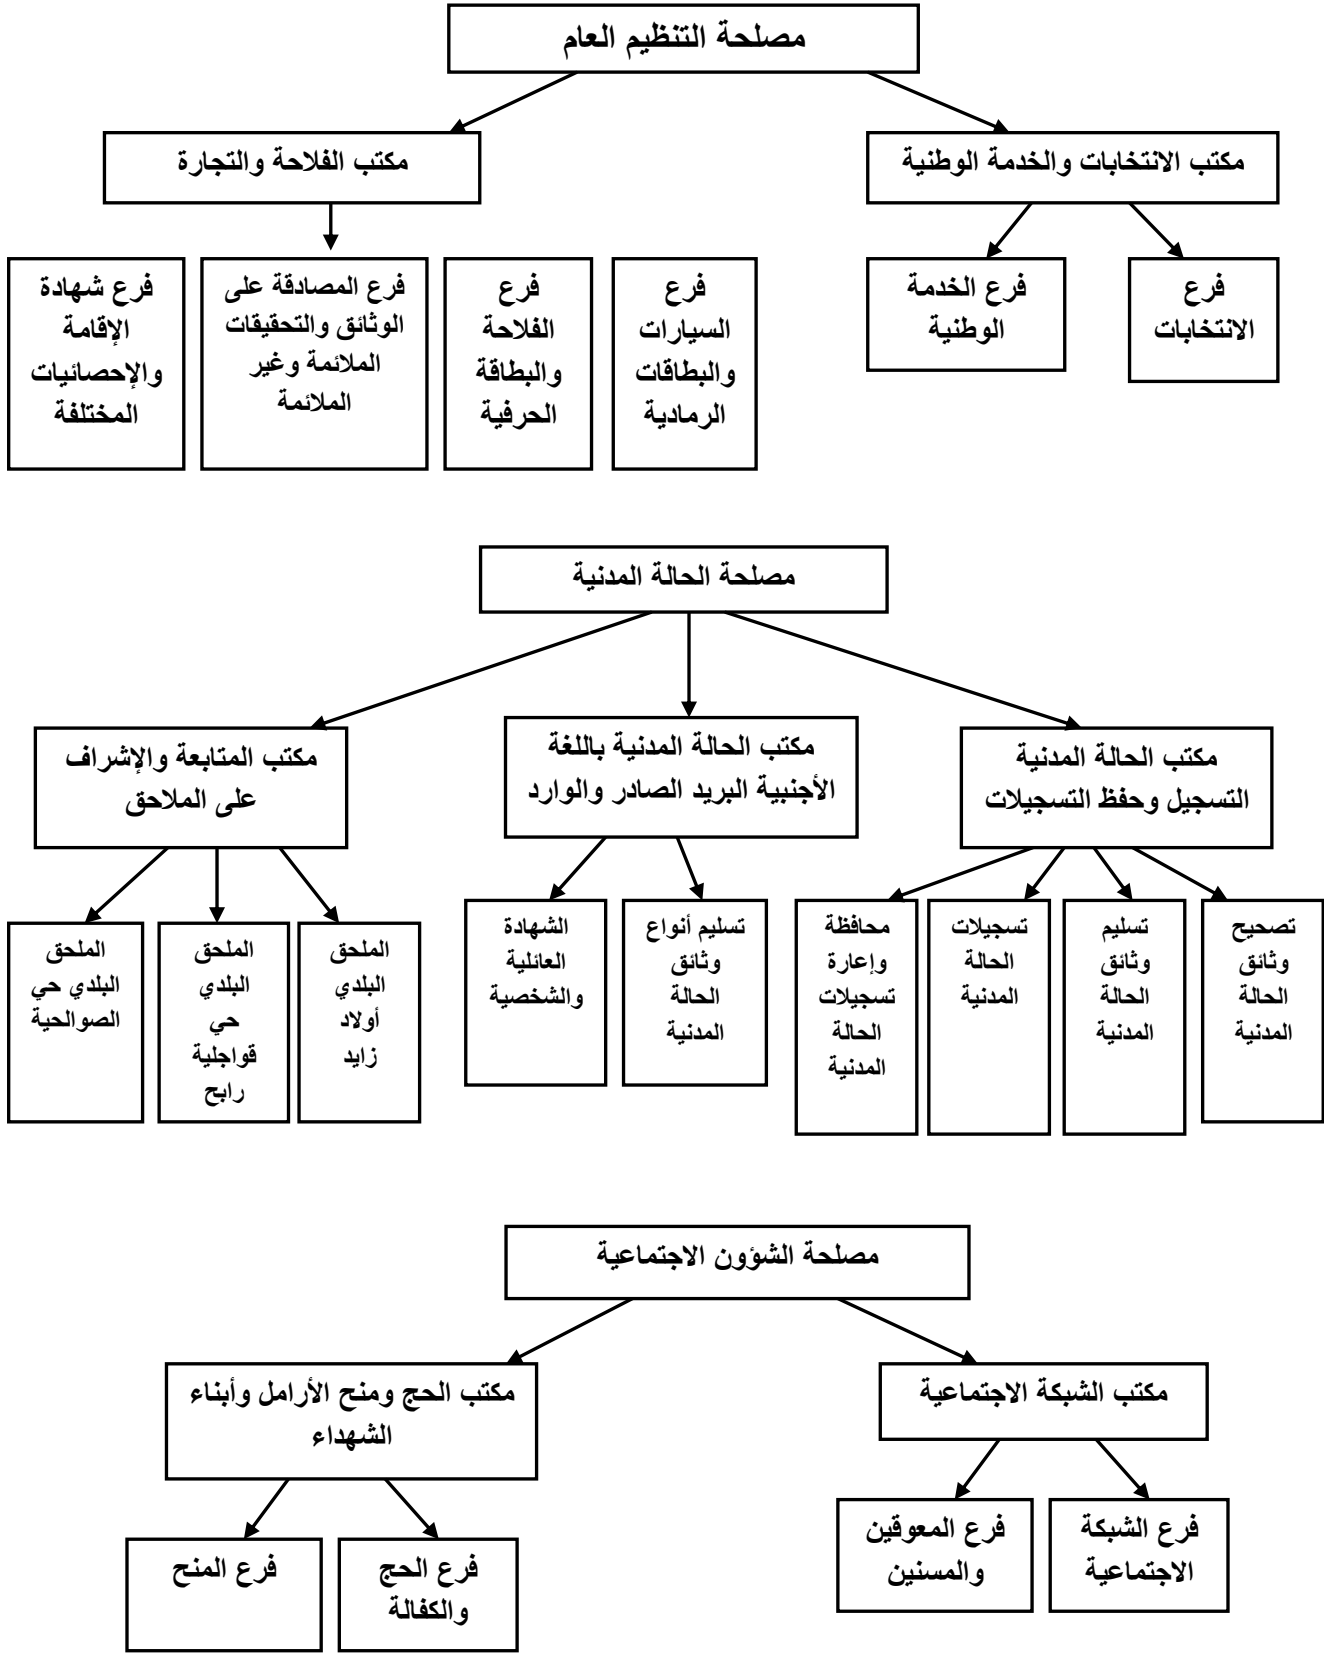 مصلحة التنظيم العام
مكتب الانتخابات والخدمة الوطنية
مكتب الفلاحة والتجارة
فرع
الانتخابات
فرع الخدمة
الوطنية
فرع
السيارات
والبطاقات
الرمادية
فرع
الفلاحة
والبطاقة
الحرفية
فرع المصادقة على
الوثائق والتحقيقات
الملائمة وغير
الملائمة
فرع شهادة
الإقامة
والإحصائيات
المختلفة
مصلحة الحالة المدنية
مكتب الحالة المدنية
التسجيل وحفظ التسجيلات
مكتب الحالة المدنية باللغة
الأجنبية البريد الصادر والوارد
مكتب المتابعة والإشراف
على الملاحق
تصحيح
وثائق
الحالة
المدنية
تسليم
وثائق
الحالة
المدنية
تسجيلات
الحالة
المدنية
محافظة
وإعارة
تسجيلات
الحالة
المدنية
تسليم أنواع
وثائق
الحالة
المدنية
الشهادة
العائلية
والشخصية
الملحق
البلدي
أولاد
زايد
الملحق
البلدي
حي
قواجلية
رابح
الملحق
البلدي حي
الصوالحية
مصلحة الشؤون الاجتماعية
مكتب الشبكة الاجتماعية
مكتب الحج ومنح الأرامل وأبناء
الشهداء
فرع الشبكة
الاجتماعية
فرع المعوقين
والمسنين
فرع الحج
والكفالة
فرع المنح